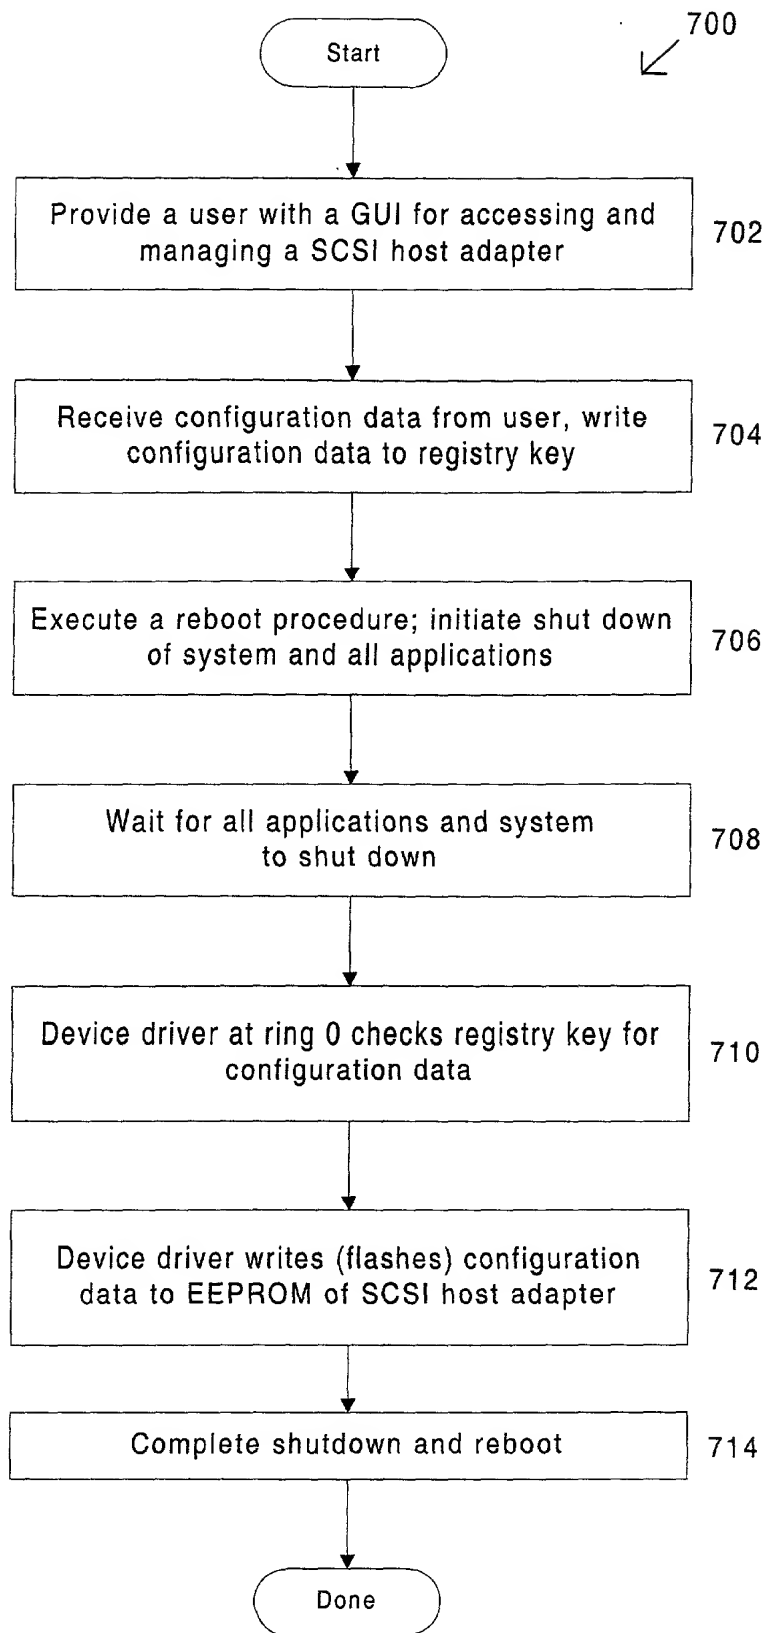 700
Start
Provide a user with a GUI for accessing and
managing a SCSI host adapter
702
Receive configuration data from user, write
configuration data to registry key
704
Execute a reboot procedure; initiate shut down
of system and all applications
706
Wait for all applications and system
to shut down
708
Device driver at ring 0 checks registry key for
configuration data
710
Device driver writes (flashes) configuration
data to EEPROM of SCSI host adapter
712
Complete shutdown and reboot
714
Done